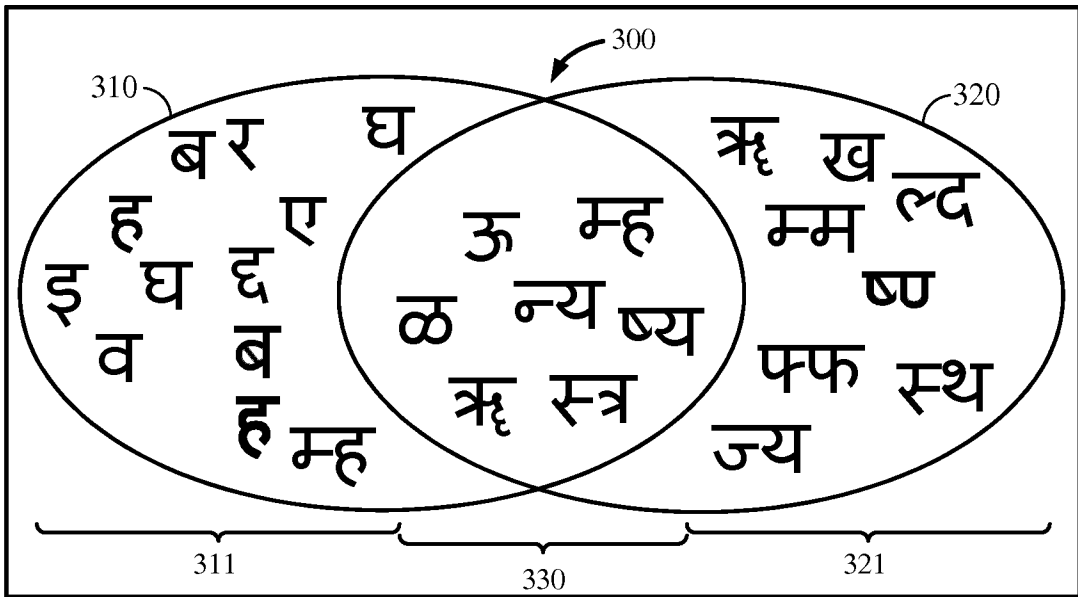 300
310
320
ब र घ
ह ए
इ घ द्द
व ब
ह
म्ह
ऊ म्ह
ळ न्य ष्य
ॠ स्त्र
ॠ ख ल्द
म्म
ष्ण
फ्फ स्थ
ज्य
311
330
321